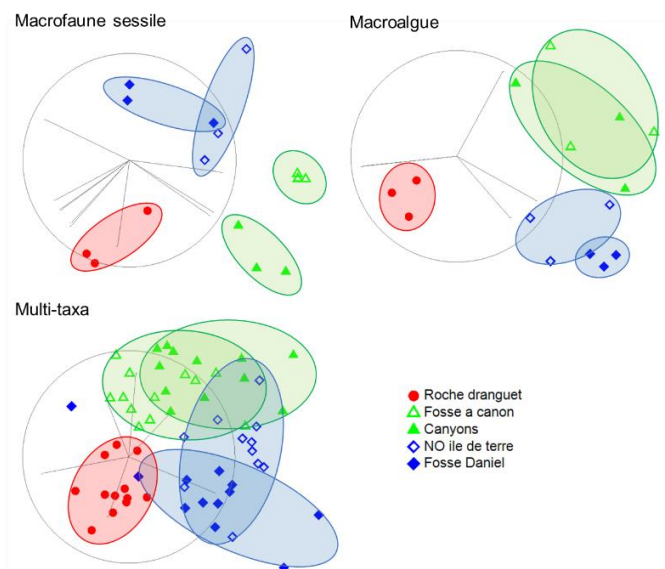 Macrofaune sessile
Macroalgue
Multi-taxa
Roche dranguet
Fosse a canon
Canyons
NO ile de terre
Fosse Daniel